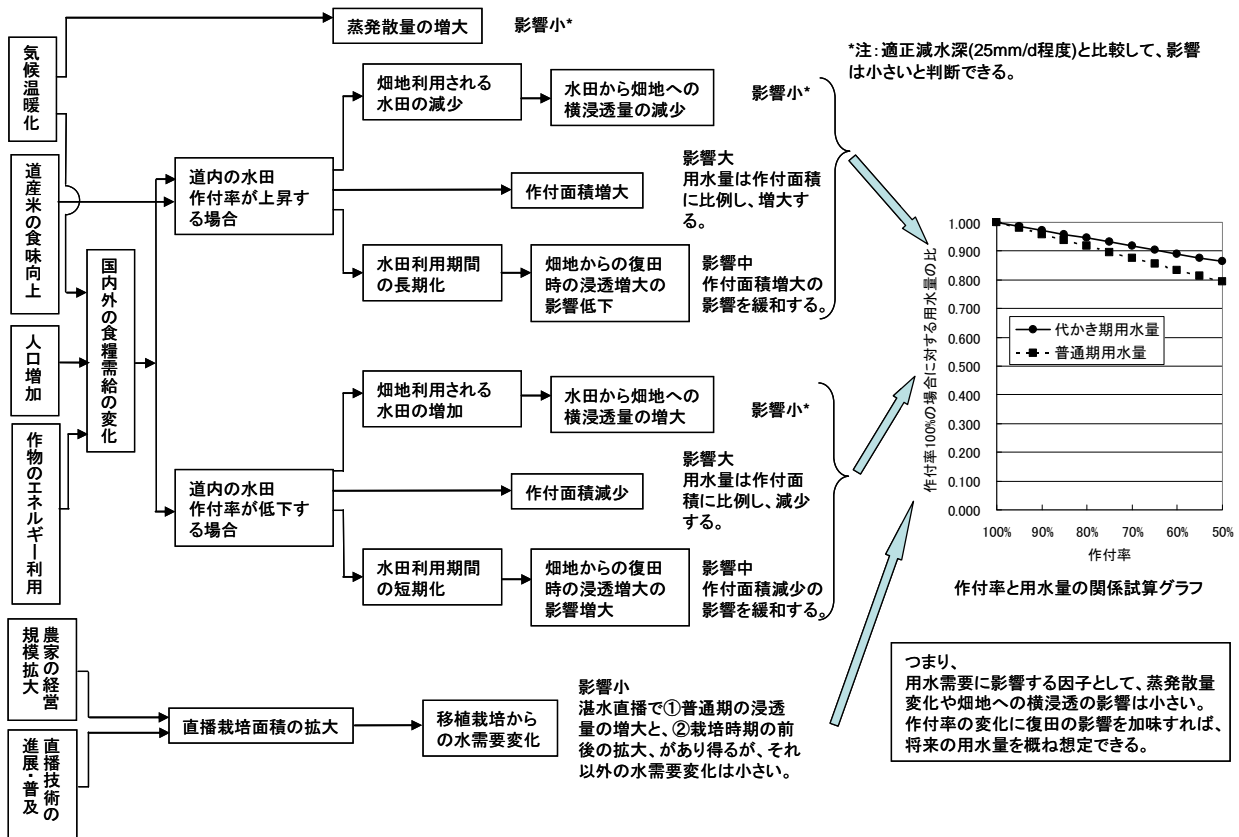 蒸発散量の増大
影響小*
*注：適正減水深(25mm/d程度)と比較して、影響
は小さいと判断できる。
気候温暖化
道産米の食味向上
人口増加
作物のエネルギー利用
国内外の食糧需給の変化
道内の水田
作付率が上昇す
る場合
畑地利用される
水田の減少
水田から畑地への
横浸透量の減少
影響小*
作付面積増大
影響大
用水量は作付面積
に比例し、増大す
る。
水田利用期間
の長期化
畑地からの復田
時の浸透増大の
影響低下
影響中
作付面積増大の
影響を緩和する。
道内の水田
作付率が低下す
る場合
畑地利用される
水田の増加
水田から畑地への
横浸透量の増大
影響小*
作付面積減少
影響大
用水量は作付面
積に比例し、減少
する。
水田利用期間
の短期化
畑地からの復田
時の浸透増大の
影響増大
影響中
作付面積減少の
影響を緩和する。
農家の経営
規模拡大
直播技術の
進展・普及
直播栽培面積の拡大
移植栽培から
の水需要変化
影響小
湛水直播で①普通期の浸透
量の増大と、②栽培時期の前
後の拡大、があり得るが、それ
以外の水需要変化は小さい。
作付率100%の場合に対する用水量の比
1.000
0.900
0.800
0.700
0.600
0.500
0.400
0.300
0.200
0.100
0.000
代かき期用水量
普通期用水量
100% 90% 80% 70% 60% 50%
作付率
作付率と用水量の関係試算グラフ
つまり、
用水需要に影響する因子として、蒸発散量
変化や畑地への横浸透の影響は小さい。
作付率の変化に復田の影響を加味すれば、
将来の用水量を概ね想定できる。